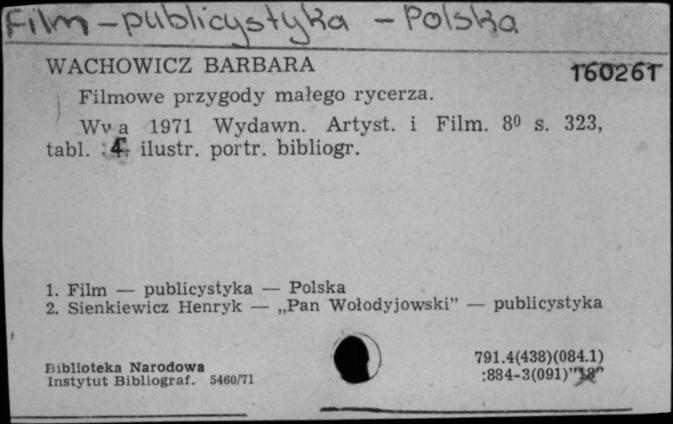 Film – publicystyka – Polska
WACHOWICZ BARBARA 160261
Filmowe przygody małego rycerza.
Wwa 1971 Wydawn. Artyst. i Film. 8⁰ s. 323,
tabl. 4. ilustr. portr. bibliogr.
1. Film — publicystyka — Polska
2. Sienkiewicz Henryk — „Pan Wołodyjowski” — publicystyka
Biblioteka Narodowa 791.4(438)(084.1)
Instytut Bibliograf. 5460/71 :884-3(091)"18"